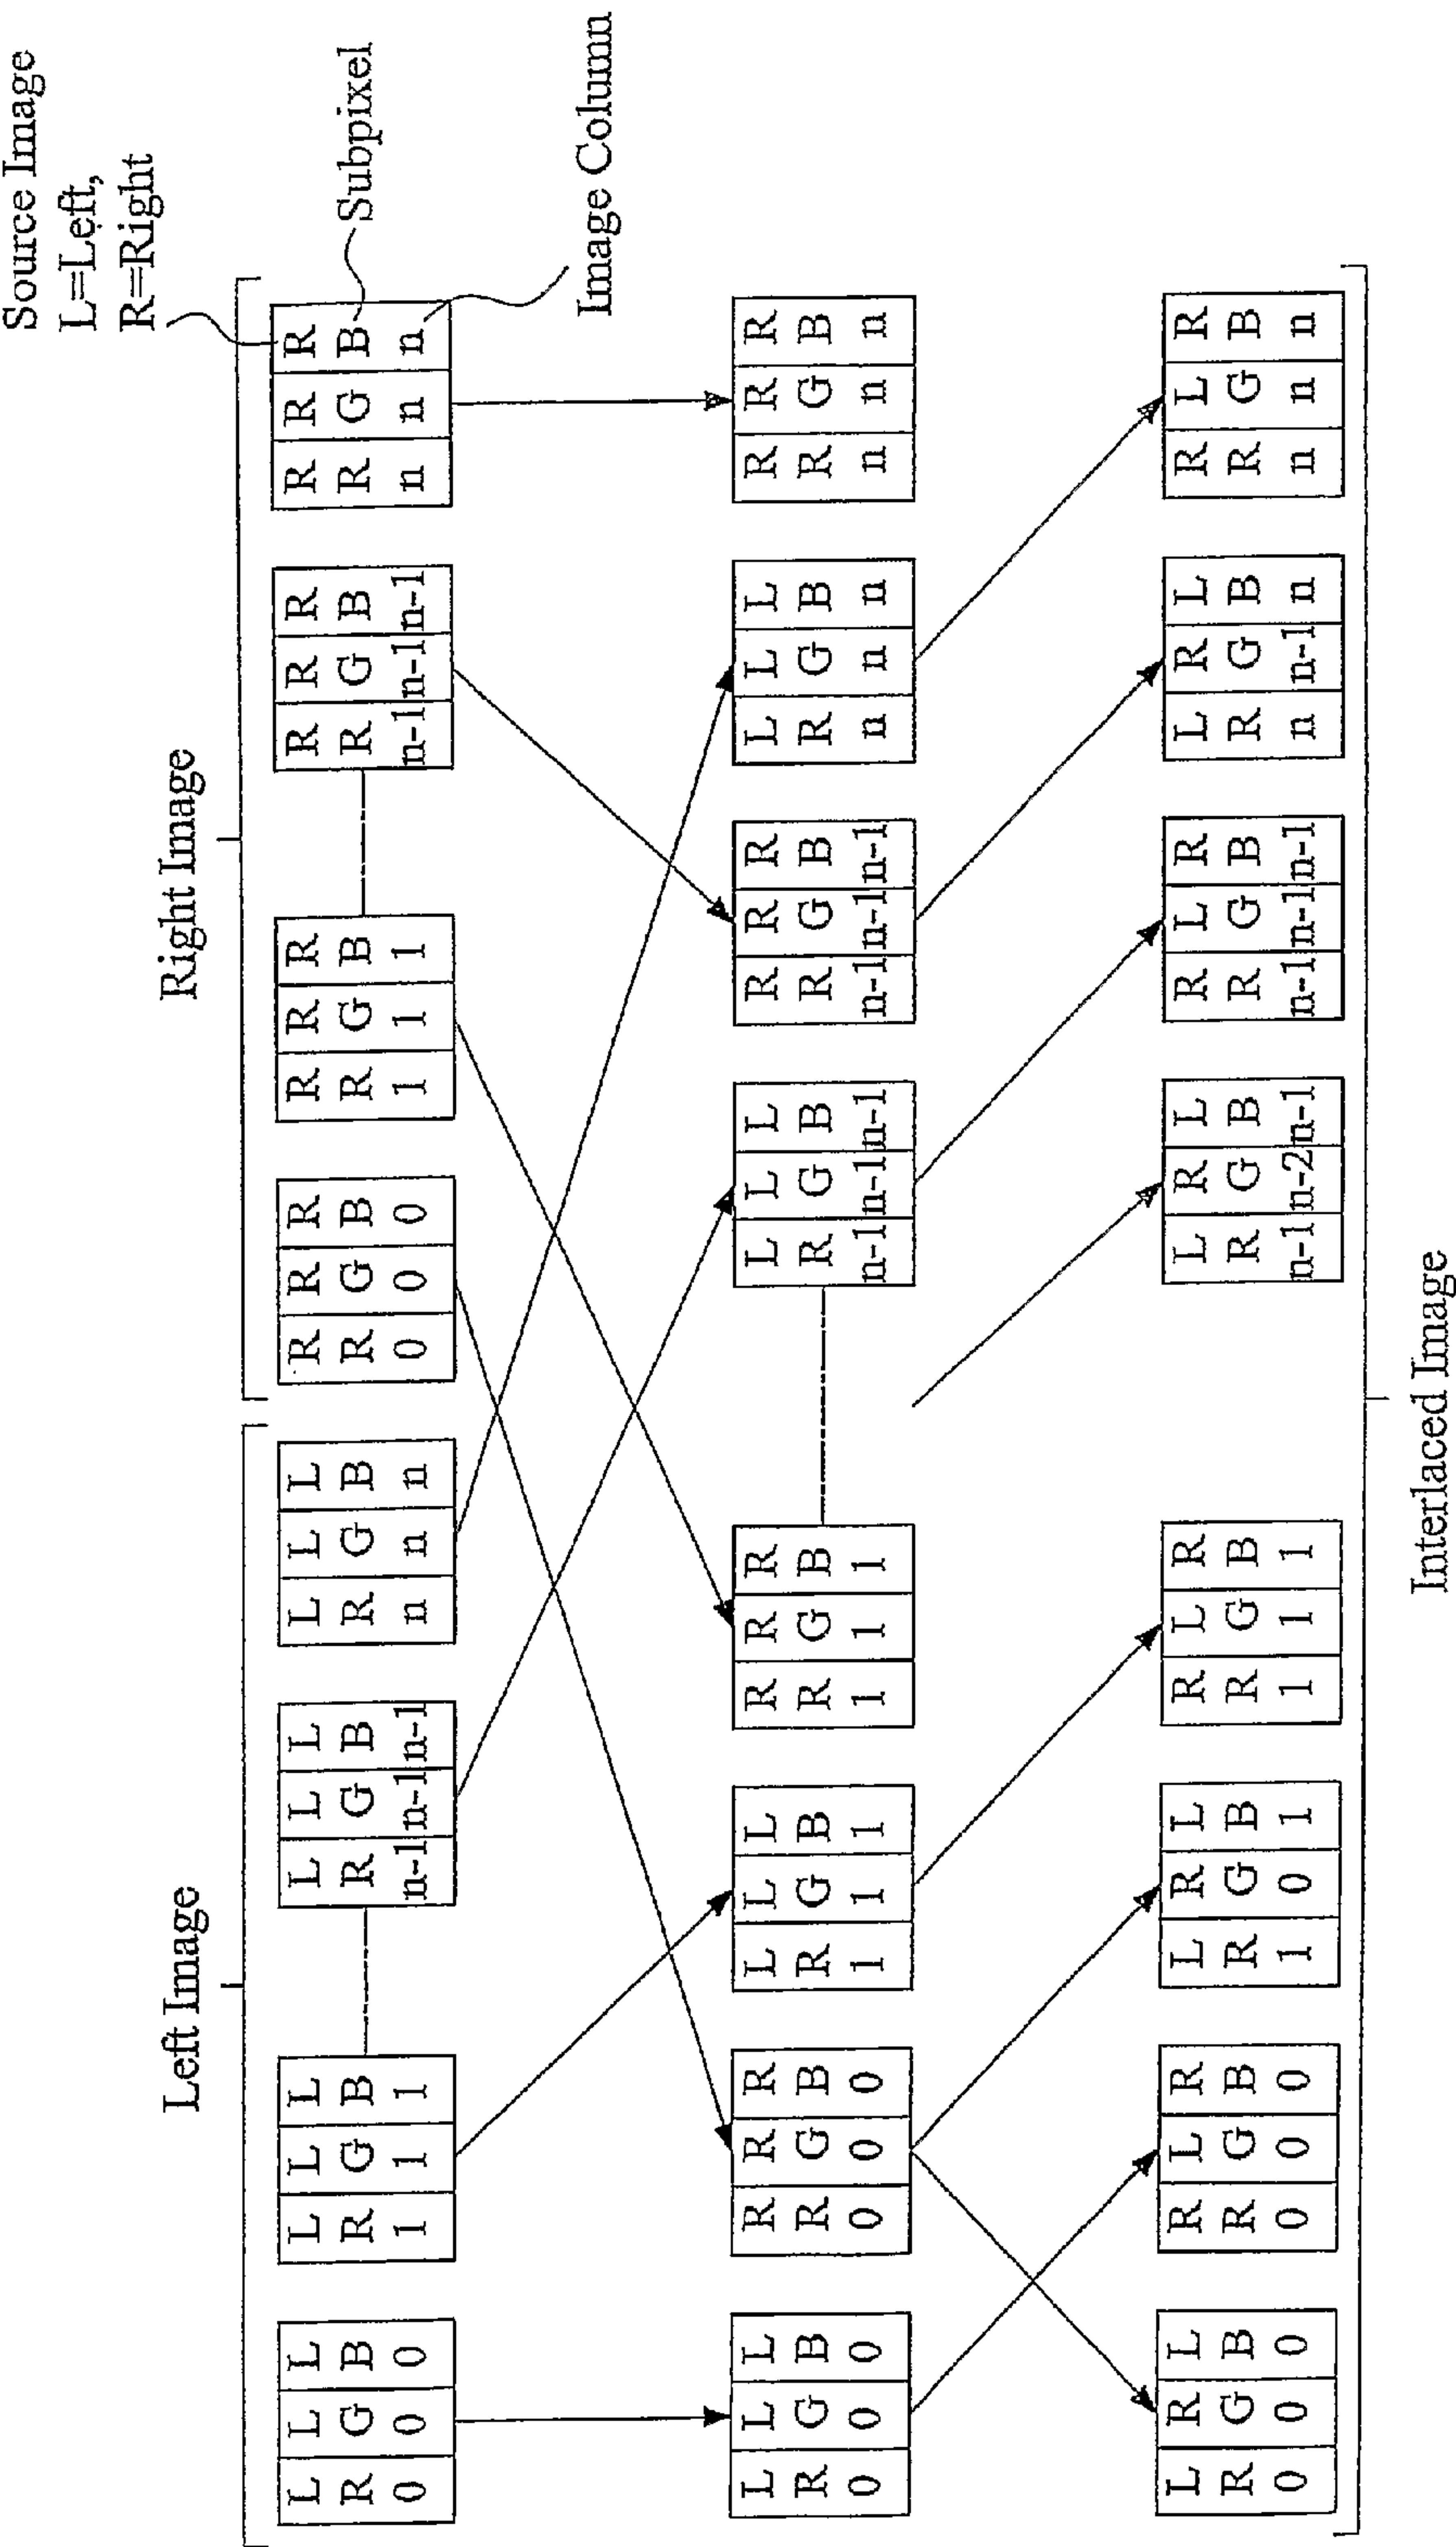 Source Image
L=Left,
R=Right
Subpixel
Image Column
Left Image
Right Image
L L L L L L L L L L L L R R R R R R R R R R R R
R G B R G B R G B R G B R G B R G B R G B R G B
0 0 0 1 1 1 n-1 n-1 n-1 n n n 0 0 0 1 1 1 n-1 n-1 n-1 n n n
L L L R R R L L L R R R L L L R R R L L L R R R
R G B R G B R G B R G B R G B R G B R G B R G B
0 0 0 0 0 0 1 1 1 1 1 1 n-1 n-1 n-1 n-1 n-1 n-1 n n n n n n
L R L R L R L R L R L R L R L R L R L R L R L R
R G B R G B R G B R G B R G B R G B R G B R G B
0 0 0 0 0 0 1 0 1 1 1 1 n-1 n-2 n-1 n-1 n-1 n-1 n n-1 n n n n
Interlaced Image